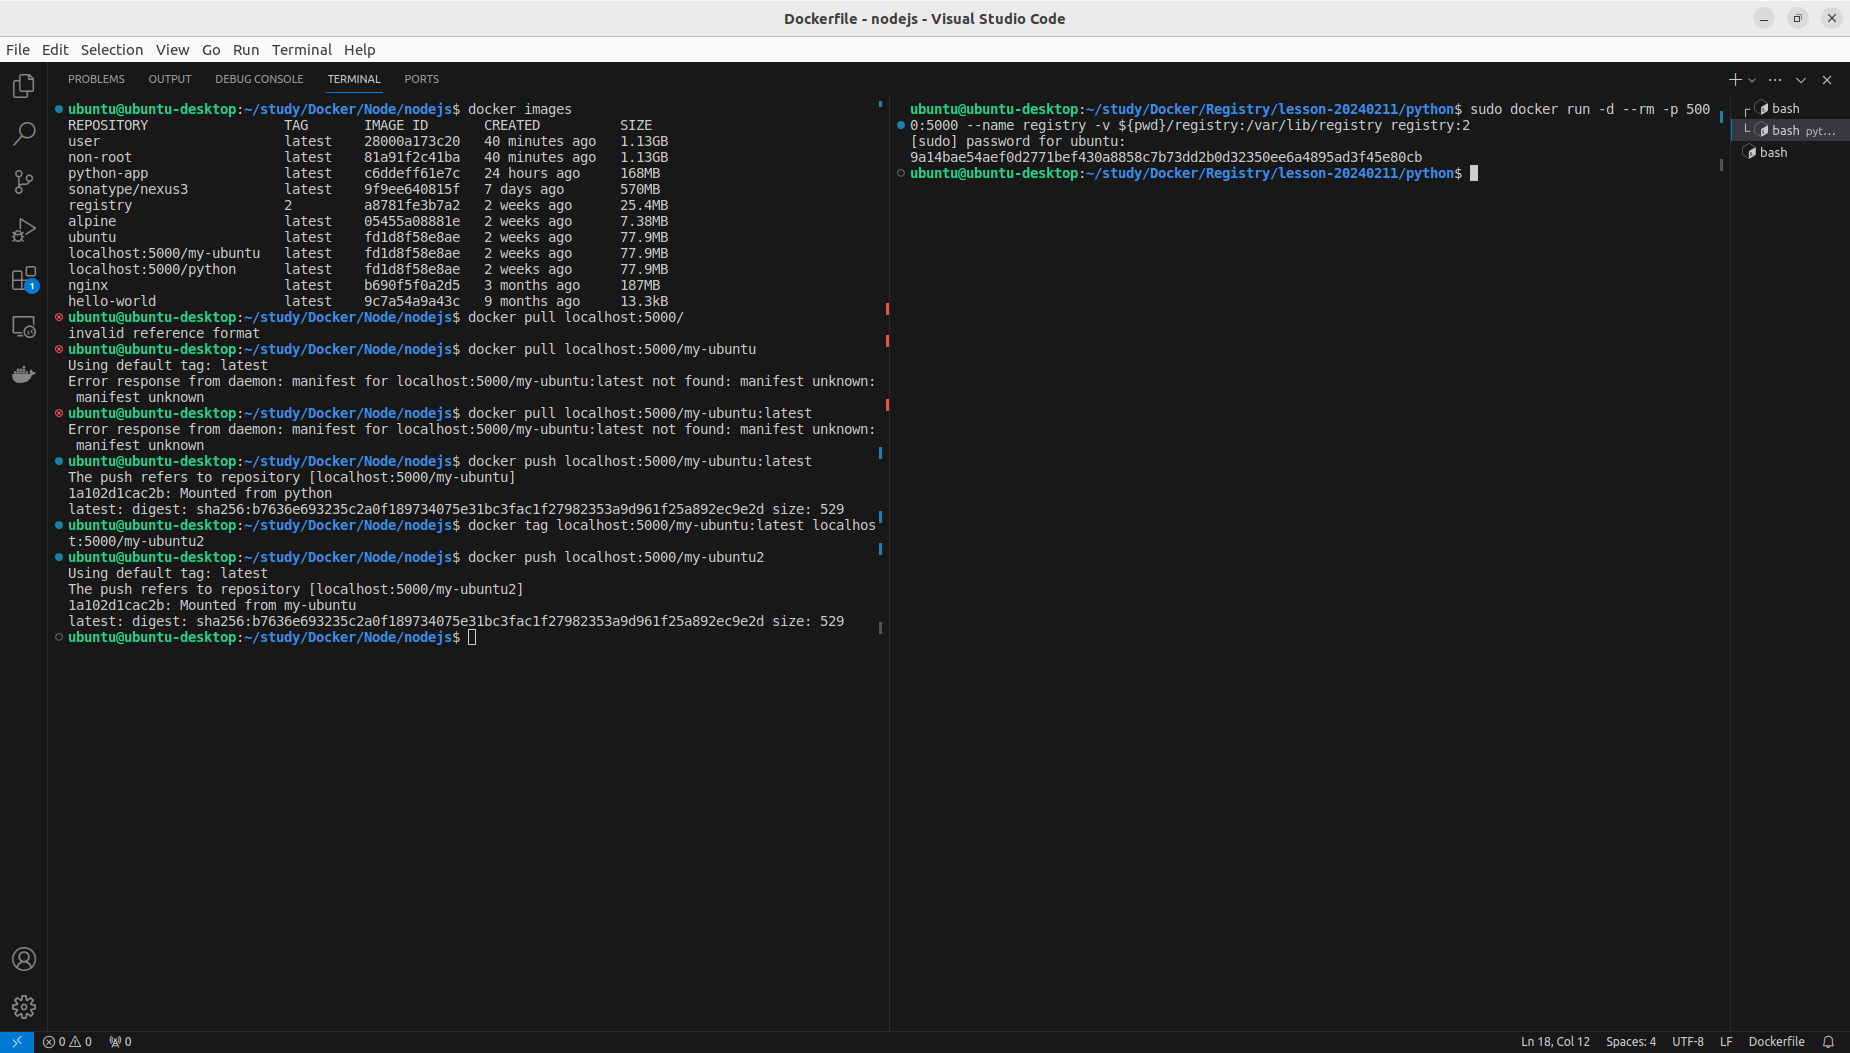 Dockerfile - nodejs - Visual Studio Code
File Edit Selection View Go Run Terminal Help
PROBLEMS OUTPUT DEBUG CONSOLE TERMINAL PORTS
ubuntu@ubuntu-desktop:~/study/Docker/Node/nodejs$ docker images
REPOSITORY TAG IMAGE ID CREATED SIZE
user latest 28000a173c20 40 minutes ago 1.13GB
non-root latest 81a91f2c41ba 40 minutes ago 1.13GB
python-app latest c6ddeff61e7c 24 hours ago 168MB
sonatype/nexus3 latest 9f9ee640815f 7 days ago 570MB
registry 2 a8781fe3b7a2 2 weeks ago 25.4MB
alpine latest 05455a08881e 2 weeks ago 7.38MB
ubuntu latest fd1d8f58e8ae 2 weeks ago 77.9MB
localhost:5000/my-ubuntu latest fd1d8f58e8ae 2 weeks ago 77.9MB
localhost:5000/python latest fd1d8f58e8ae 2 weeks ago 77.9MB
nginx latest b690f5f0a2d5 3 months ago 187MB
hello-world latest 9c7a54a9a43c 9 months ago 13.3kB
ubuntu@ubuntu-desktop:~/study/Docker/Node/nodejs$ docker pull localhost:5000/
invalid reference format
ubuntu@ubuntu-desktop:~/study/Docker/Node/nodejs$ docker pull localhost:5000/my-ubuntu
Using default tag: latest
Error response from daemon: manifest for localhost:5000/my-ubuntu:latest not found: manifest unknown:
manifest unknown
ubuntu@ubuntu-desktop:~/study/Docker/Node/nodejs$ docker pull localhost:5000/my-ubuntu:latest
Error response from daemon: manifest for localhost:5000/my-ubuntu:latest not found: manifest unknown:
manifest unknown
ubuntu@ubuntu-desktop:~/study/Docker/Node/nodejs$ docker push localhost:5000/my-ubuntu:latest
The push refers to repository [localhost:5000/my-ubuntu]
1a102d1cac2b: Mounted from python
latest: digest: sha256:b7636e693235c2a0f189734075e31bc3fac1f27982353a9d961f25a892ec9e2d size: 529
ubuntu@ubuntu-desktop:~/study/Docker/Node/nodejs$ docker tag localhost:5000/my-ubuntu:latest localhos
t:5000/my-ubuntu2
ubuntu@ubuntu-desktop:~/study/Docker/Node/nodejs$ docker push localhost:5000/my-ubuntu2
Using default tag: latest
The push refers to repository [localhost:5000/my-ubuntu2]
1a102d1cac2b: Mounted from my-ubuntu
latest: digest: sha256:b7636e693235c2a0f189734075e31bc3fac1f27982353a9d961f25a892ec9e2d size: 529
ubuntu@ubuntu-desktop:~/study/Docker/Node/nodejs$
ubuntu@ubuntu-desktop:~/study/Docker/Registry/lesson-20240211/python$ sudo docker run -d --rm -p 500
0:5000 --name registry -v ${pwd}/registry:/var/lib/registry registry:2
[sudo] password for ubuntu:
9a14bae54aef0d2771bef430a8858c7b73dd2b0d32350ee6a4895ad3f45e80cb
ubuntu@ubuntu-desktop:~/study/Docker/Registry/lesson-20240211/python$
bash
bash pyt...
bash
1
0 0 0
Ln 18, Col 12 Spaces: 4 UTF-8 LF Dockerfile